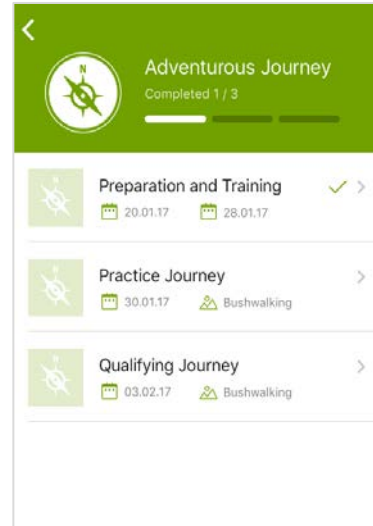 N
Adventurous Journey
Completed 1 / 3
Preparation and Training
20.01.17 28.01.17
Practice Journey
30.01.17 Bushwalking
Qualifying Journey
03.02.17 Bushwalking